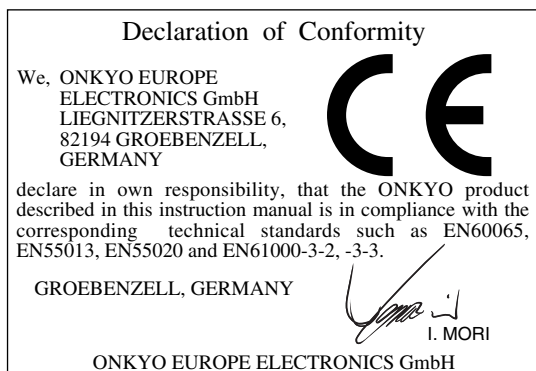 Declaration of Conformity
We, ONKYO EUROPE
ELECTRONICS GmbH
LIEGNITZERSTRASSE 6,
82194 GROEBENZELL,
GERMANY
CE
declare in own responsibility, that the ONKYO product
described in this instruction manual is in compliance with the
corresponding technical standards such as EN60065,
EN55013, EN55020 and EN61000-3-2, -3-3.
GROEBENZELL, GERMANY
I. MORI
ONKYO EUROPE ELECTRONICS GmbH